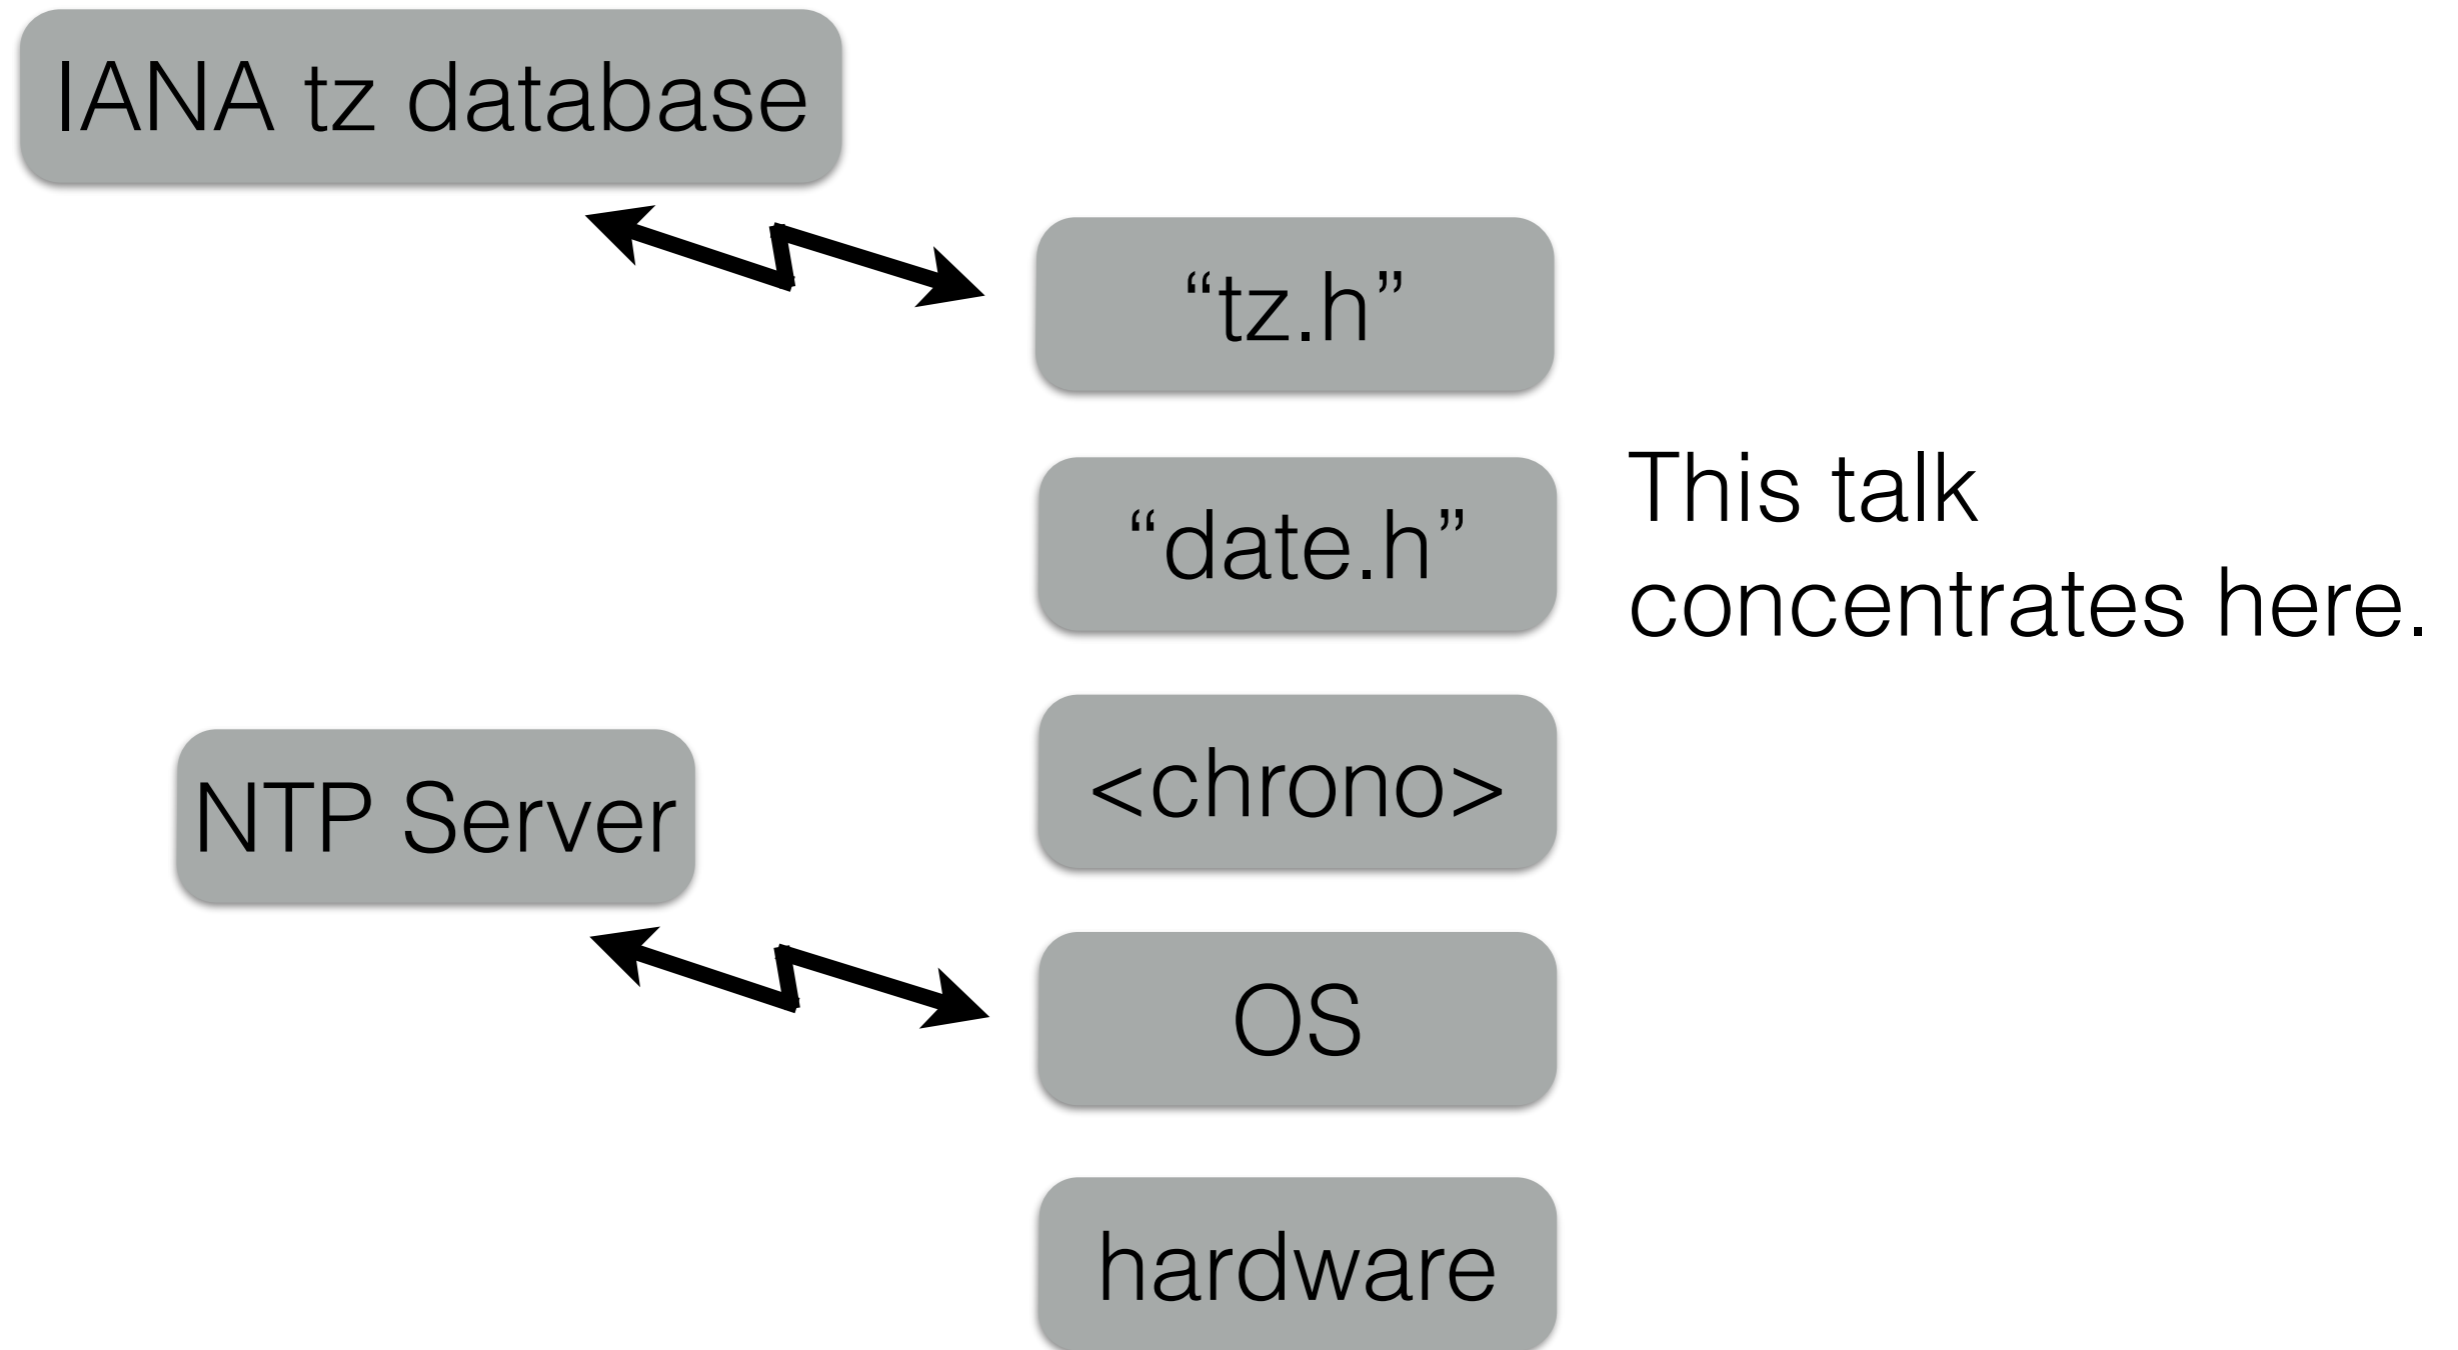 IANA tz database
“tz.h”
“date.h”
This talk
concentrates here.
<chrono>
NTP Server
OS
hardware